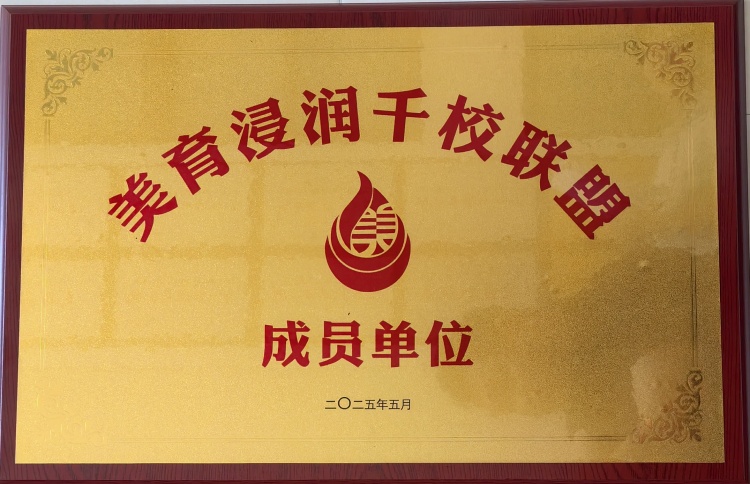 美育浸润千校联盟
美
成员单位
二〇二五年五月